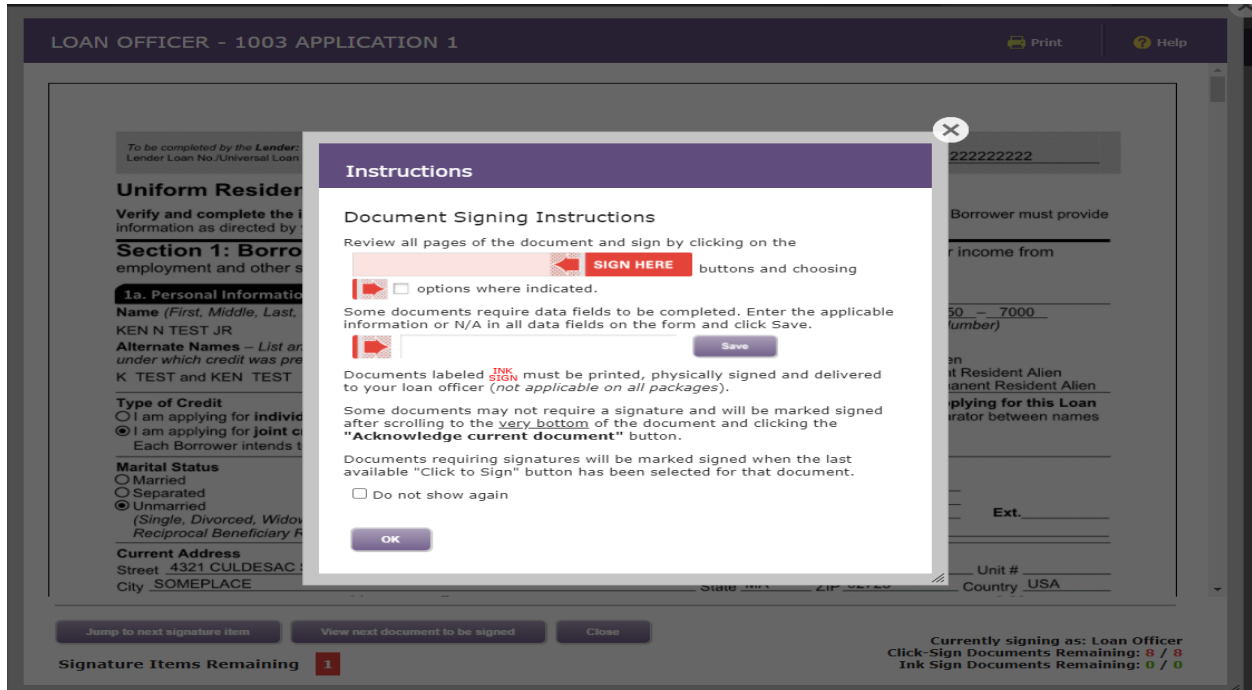 LOAN OFFICER - 1003 APPLICATION 1
Print
Help
To be completed by the Lender:
Lender Loan No./Universal Loan
222222222
Uniform Residen
Verify and complete the i
Borrower must provide
information as directed by
Section 1: Borro
r income from
employment and other s
1a. Personal Informatio
Name (First, Middle, Last,
50 – 7000
KEN N TEST JR
umber)
Alternate Names – List an
under which credit was pre
en
K TEST and KEN TEST
t Resident Alien
anent Resident Alien
Type of Credit
plying for this Loan
I am applying for individ
rator between names
I am applying for joint c
Each Borrower intends t
Marital Status
Married
Separated
Unmarried
(Single, Divorced, Widow
Ext.
Reciprocal Beneficiary R
Current Address
Street 4321 CULDESAC
Unit #
City SOMEPLACE
State MA ZIP
Country USA
Instructions
Document Signing Instructions
Review all pages of the document and sign by clicking on the
SIGN HERE buttons and choosing
options where indicated.
Some documents require data fields to be completed. Enter the applicable
information or N/A in all data fields on the form and click Save.
Save
Documents labeled INK SIGN must be printed, physically signed and delivered
to your loan officer (not applicable on all packages).
Some documents may not require a signature and will be marked signed
after scrolling to the very bottom of the document and clicking the
"Acknowledge current document" button.
Documents requiring signatures will be marked signed when the last
available "Click to Sign" button has been selected for that document.
Do not show again
OK
Jump to next signature item
View next document to be signed
Close
Signature Items Remaining 1
Currently signing as: Loan Officer
Click-Sign Documents Remaining: 8 / 8
Ink Sign Documents Remaining: 0 / 0